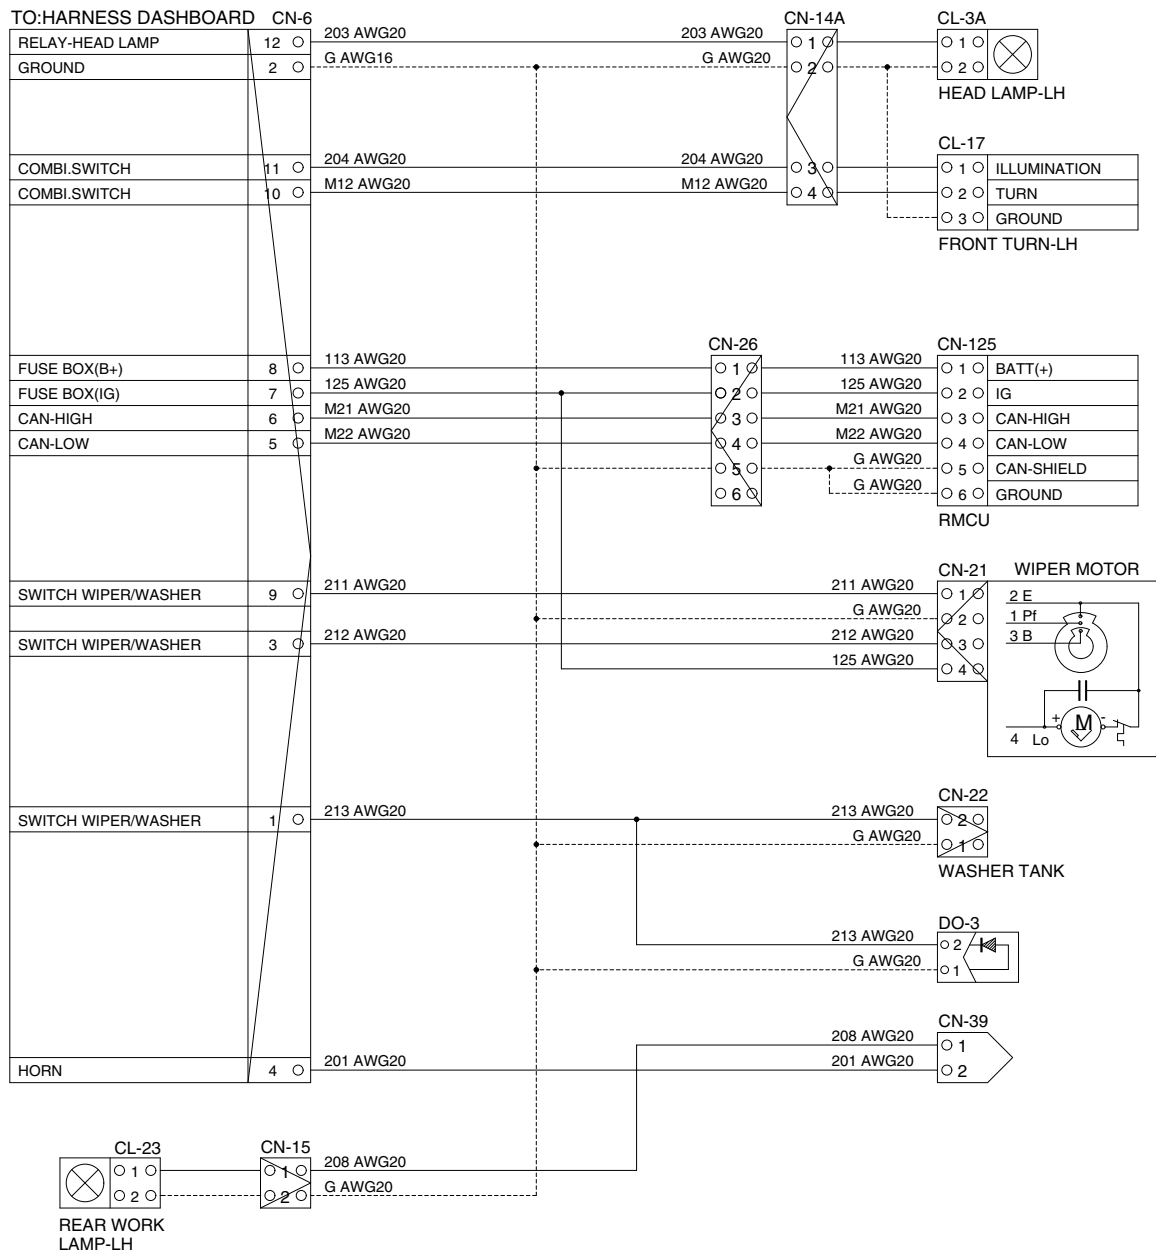 TO:HARNESS DASHBOARD CN-6 CN-14A CL-3A
RELAY-HEAD LAMP 12 203 AWG20 203 AWG20 1 1
GROUND 2 G AWG16 G AWG20 2 2
HEAD LAMP-LH
CL-17
COMBI.SWITCH 11 204 AWG20 204 AWG20 3 1 ILLUMINATION
COMBI.SWITCH 10 M12 AWG20 M12 AWG20 4 2 TURN
3 GROUND
FRONT TURN-LH
CN-26 CN-125
FUSE BOX(B+) 8 113 AWG20 1 113 AWG20 1 BATT(+)
FUSE BOX(IG) 7 125 AWG20 2 125 AWG20 2 IG
CAN-HIGH 6 M21 AWG20 3 M21 AWG20 3 CAN-HIGH
CAN-LOW 5 M22 AWG20 4 M22 AWG20 4 CAN-LOW
5 G AWG20 5 CAN-SHIELD
6 G AWG20 6 GROUND
RMCU
CN-21 WIPER MOTOR
SWITCH WIPER/WASHER 9 211 AWG20 211 AWG20 1 2 E
G AWG20 2 1 Pf
SWITCH WIPER/WASHER 3 212 AWG20 212 AWG20 3 3 B
125 AWG20 4
+ M -
4 Lo
CN-22
SWITCH WIPER/WASHER 1 213 AWG20 213 AWG20 2
G AWG20 1
WASHER TANK
DO-3
213 AWG20 2
G AWG20 1
CN-39
208 AWG20 1
HORN 4 201 AWG20 201 AWG20 2
CL-23 CN-15
1 1 208 AWG20
2 2 G AWG20
REAR WORK
LAMP-LH